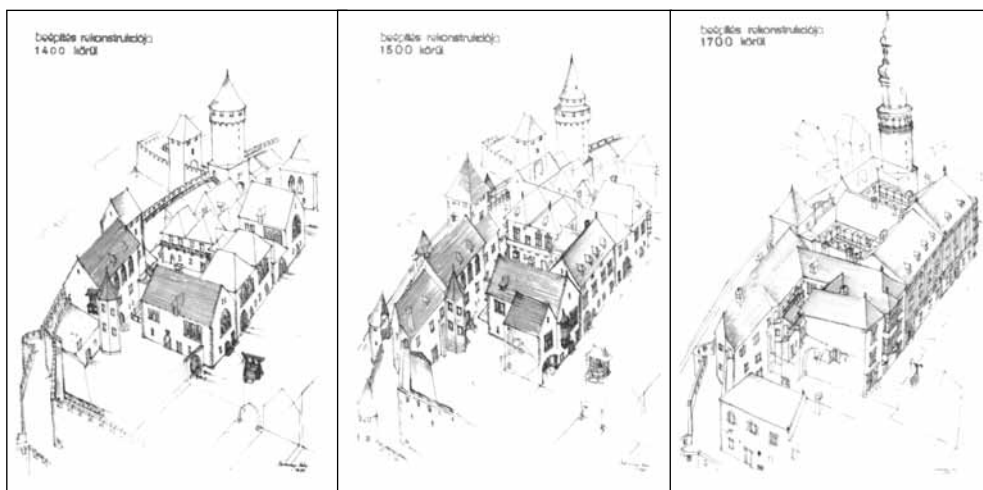 beépítés rekonstrukciója
1400 körül
beépítés rekonstrukciója
1500 körül
beépítés rekonstrukciója
1700 körül